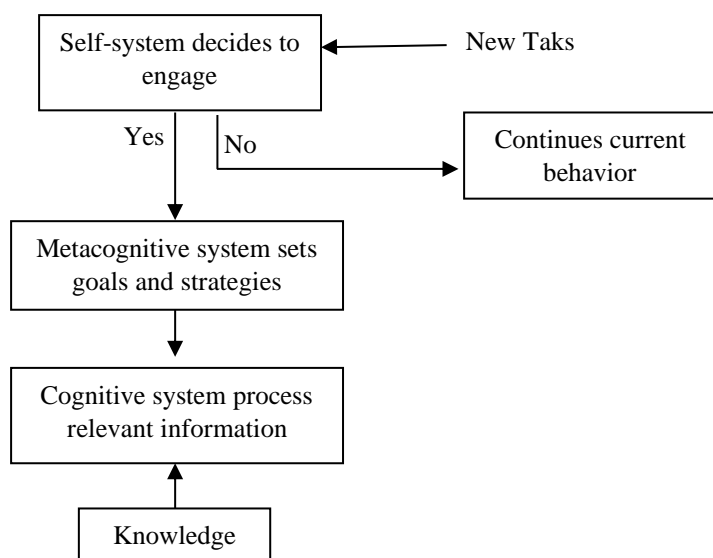 Self-system decides to
engage
New Taks
Yes
No
Continues current
behavior
Metacognitive system sets
goals and strategies
Cognitive system process
relevant information
Knowledge